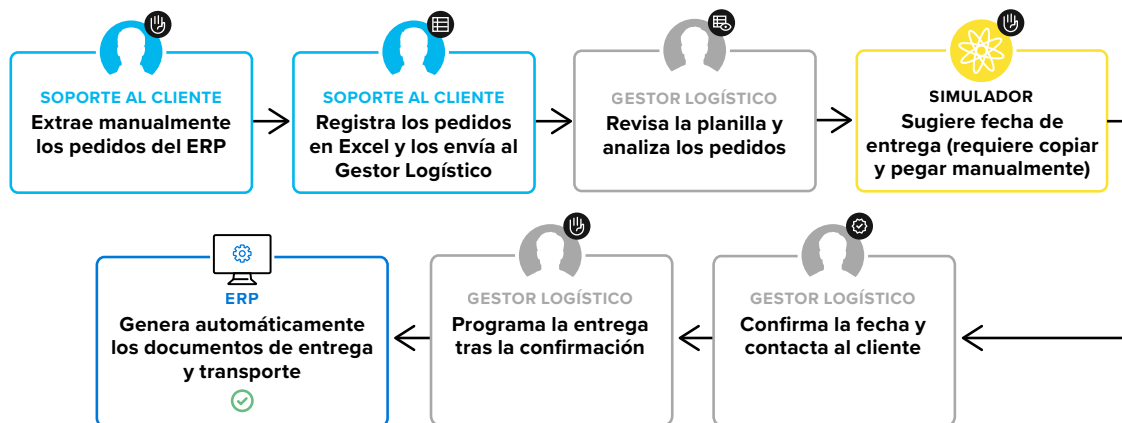 SOPORTE AL CLIENTE
Extrae manualmente
los pedidos del ERP
SOPORTE AL CLIENTE
Registra los pedidos
en Excel y los envía al
Gestor Logístico
GESTOR LOGÍSTICO
Revisa la planilla y
analiza los pedidos
SIMULADOR
Sugiere fecha de
entrega (requiere copiar
y pegar manualmente)
GESTOR LOGÍSTICO
Confirma la fecha y
contacta al cliente
GESTOR LOGÍSTICO
Programa la entrega
tras la confirmación
ERP
Genera automáticamente
los documentos de entrega
y transporte